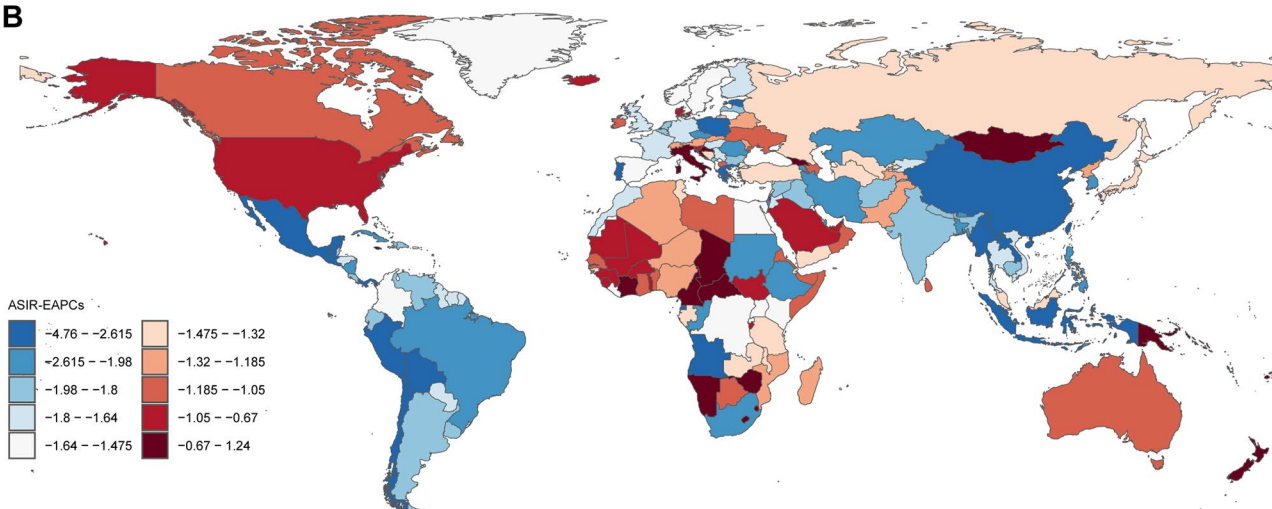 B
ASIR-EAPCs
−4.76 − −2.615
−2.615 − −1.98
−1.98 − −1.8
−1.8 − −1.64
−1.64 − −1.475
−1.475 − −1.32
−1.32 − −1.185
−1.185 − −1.05
−1.05 − −0.67
−0.67 − 1.24